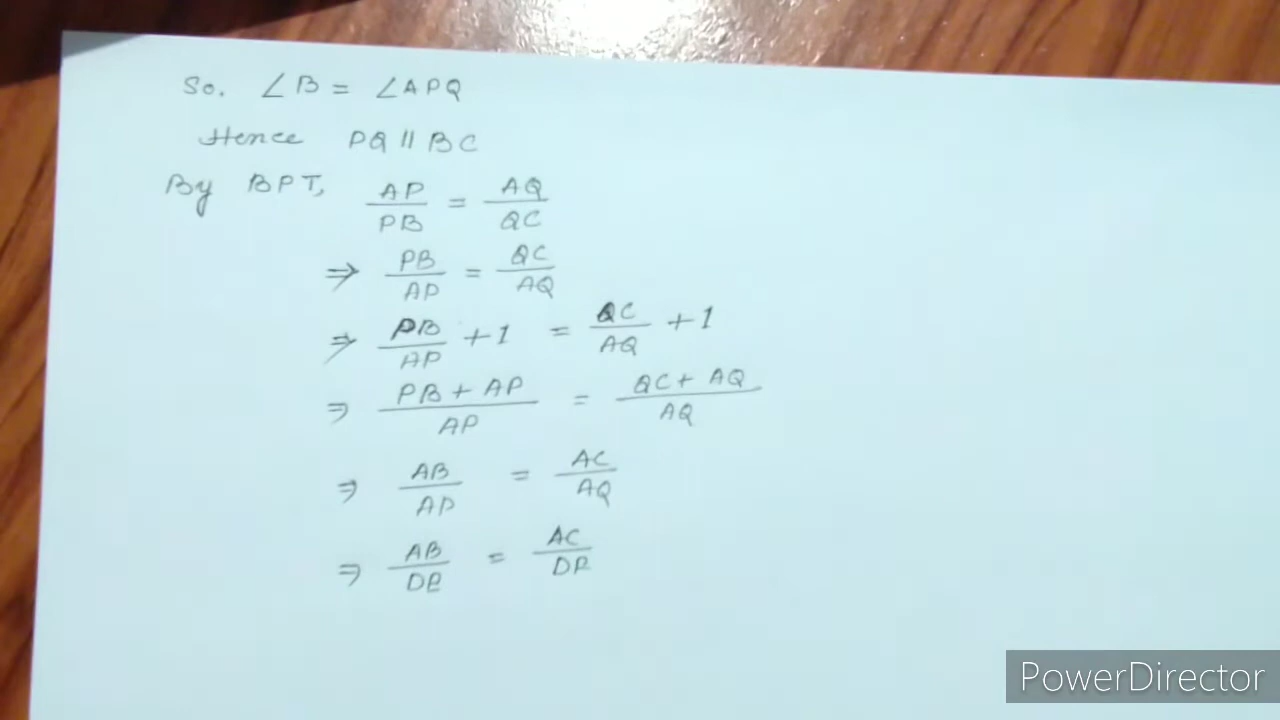 So, ∠B = ∠APQ
Hence PQ || BC
By BPT, AP/PB = AQ/QC
⇒ PB/AP = QC/AQ
⇒ PB/AP + 1 = QC/AQ + 1
⇒ PB + AP/AP = QC + AQ/AQ
⇒ AB/AP = AC/AQ
⇒ AB/DE = AC/DF
PowerDirector